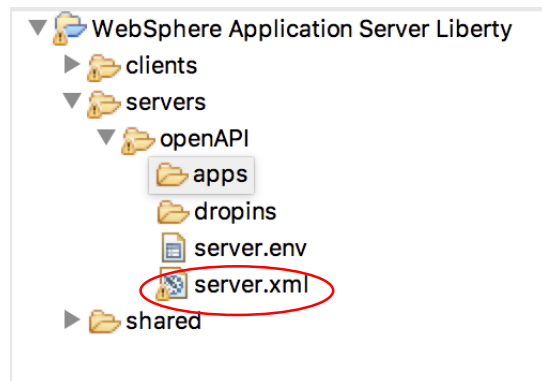 WebSphere Application Server Liberty
clients
servers
openAPI
apps
dropins
server.env
server.xml
shared